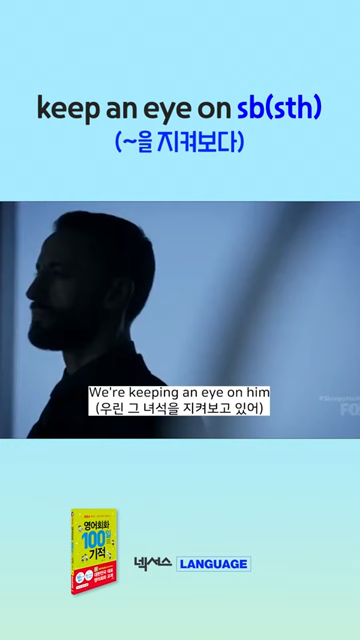 keep an eye on sb(sth)
(~을 지켜보다)
We're keeping an eye on him
(우린 그 녀석을 지켜보고 있어)
FOX
영어회화
100일의
기적
넥서스 LANGUAGE